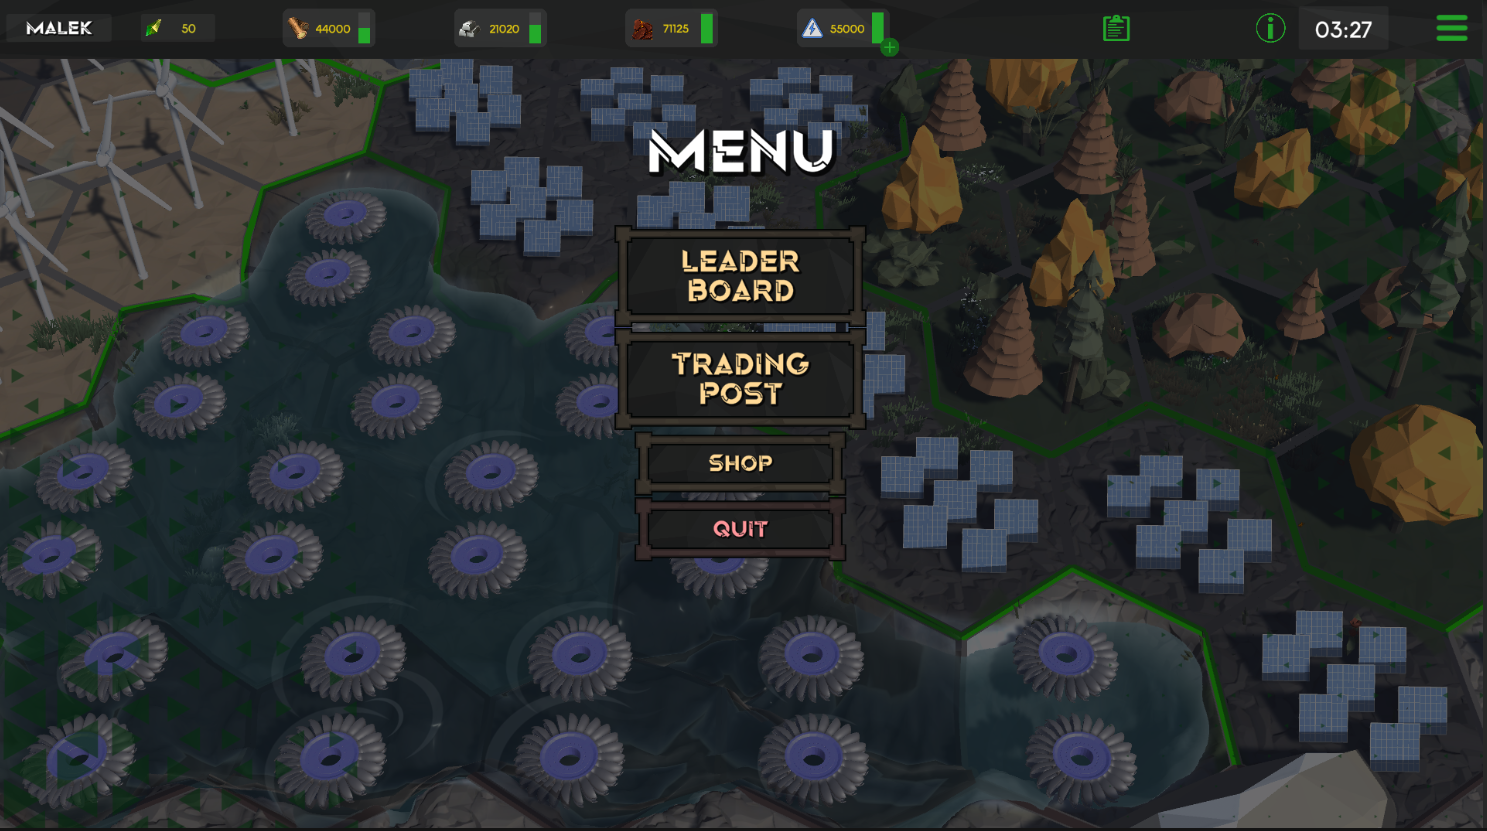 MALEK 50 44000 21020 71125 55000 03:27
MENU
LEADER
BOARD
TRADING
POST
SHOP
QUIT